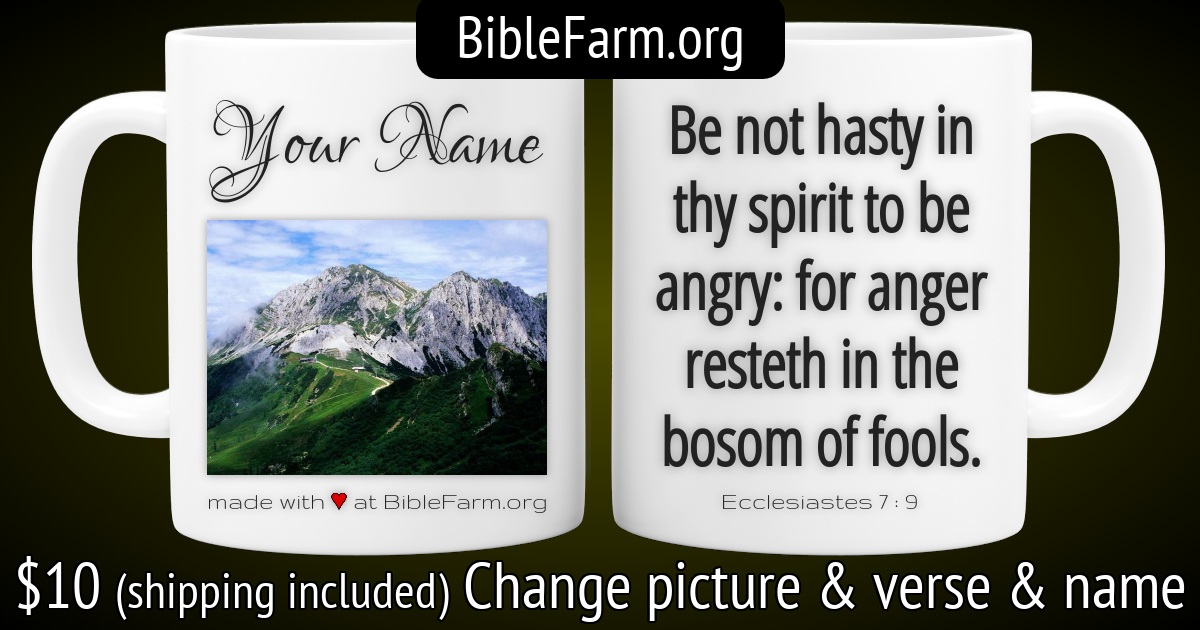 BibleFarm.org
Your Name
made with ❤ at BibleFarm.org
Be not hasty in
thy spirit to be
angry: for anger
resteth in the
bosom of fools.
Ecclesiastes 7 : 9
$10 (shipping included) Change picture & verse & name